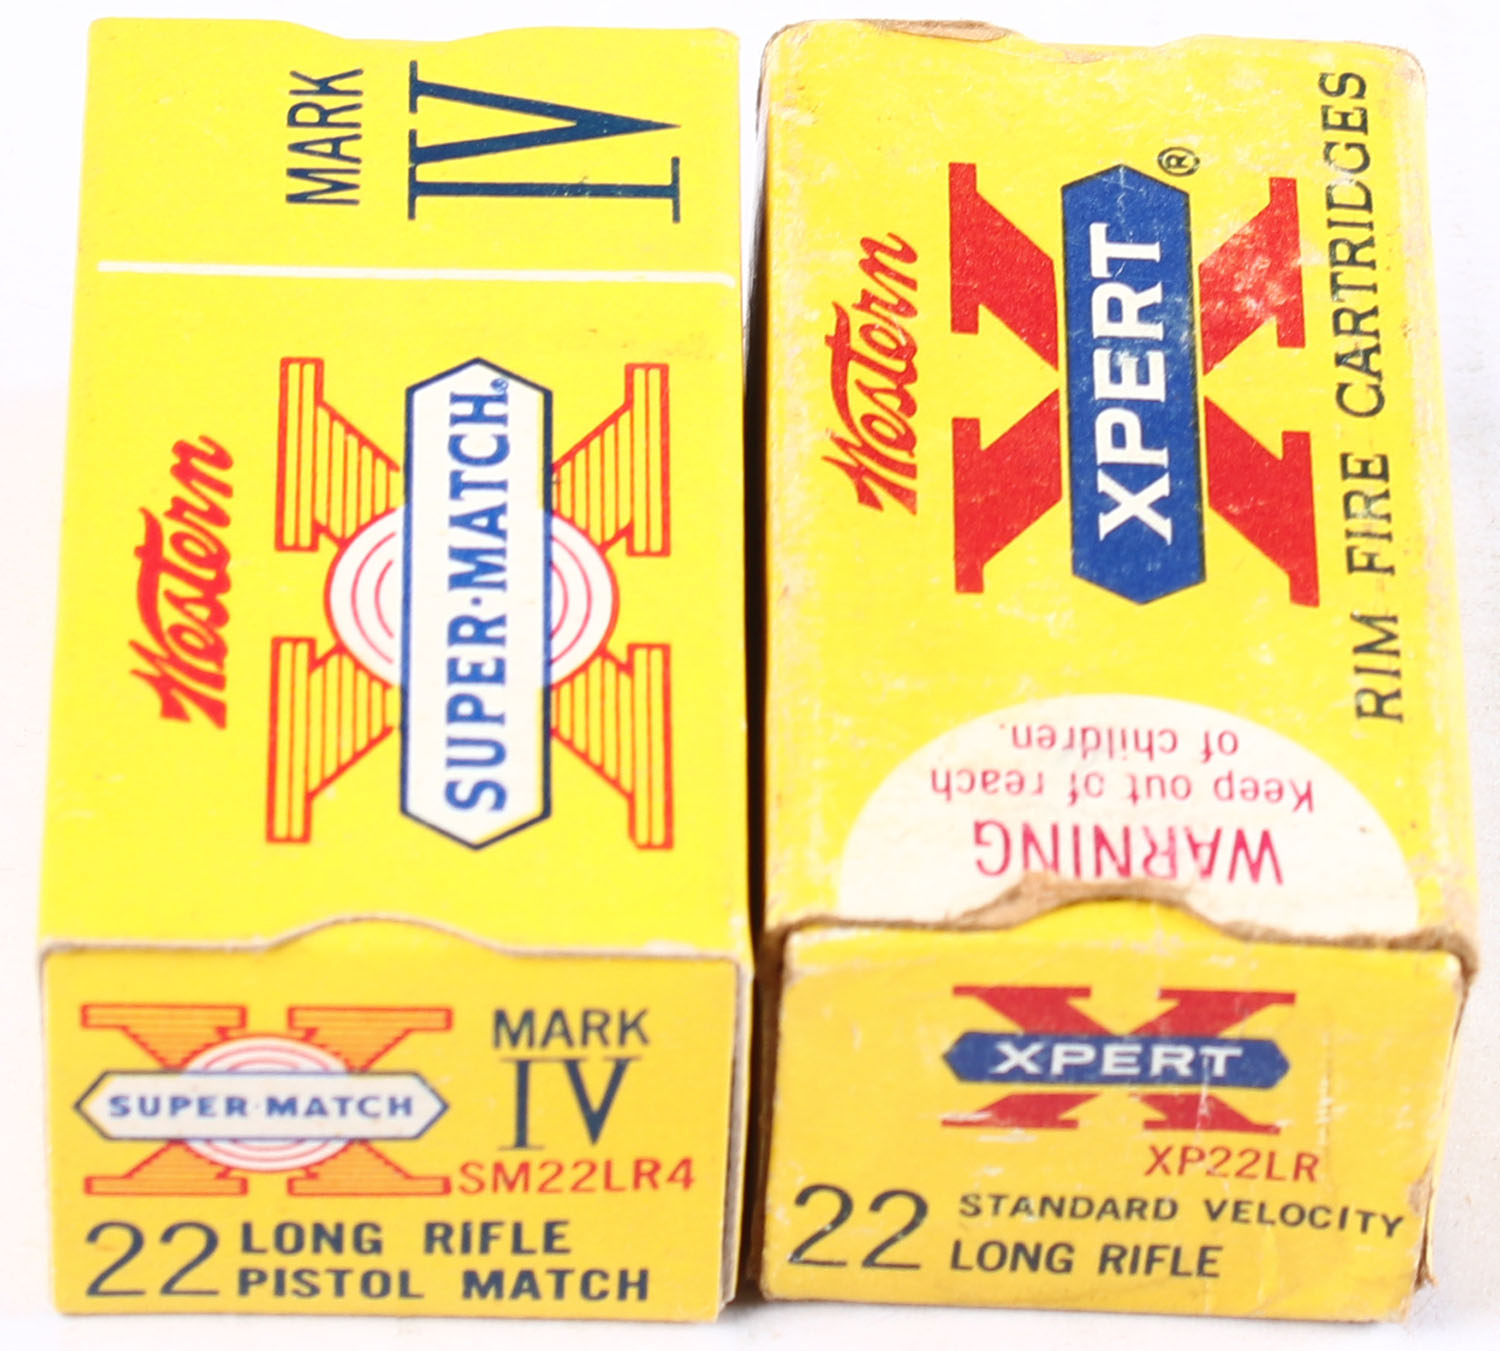 MARK
IV
Western
SUPER·MATCH®
SUPER·MATCH
MARK
IV
SM22LR4
22 LONG RIFLE
PISTOL MATCH
Western
XPERT®
RIM FIRE CARTRIDGES
WARNING
Keep out of reach
of children.
XPERT
XP22LR
22 STANDARD VELOCITY
LONG RIFLE